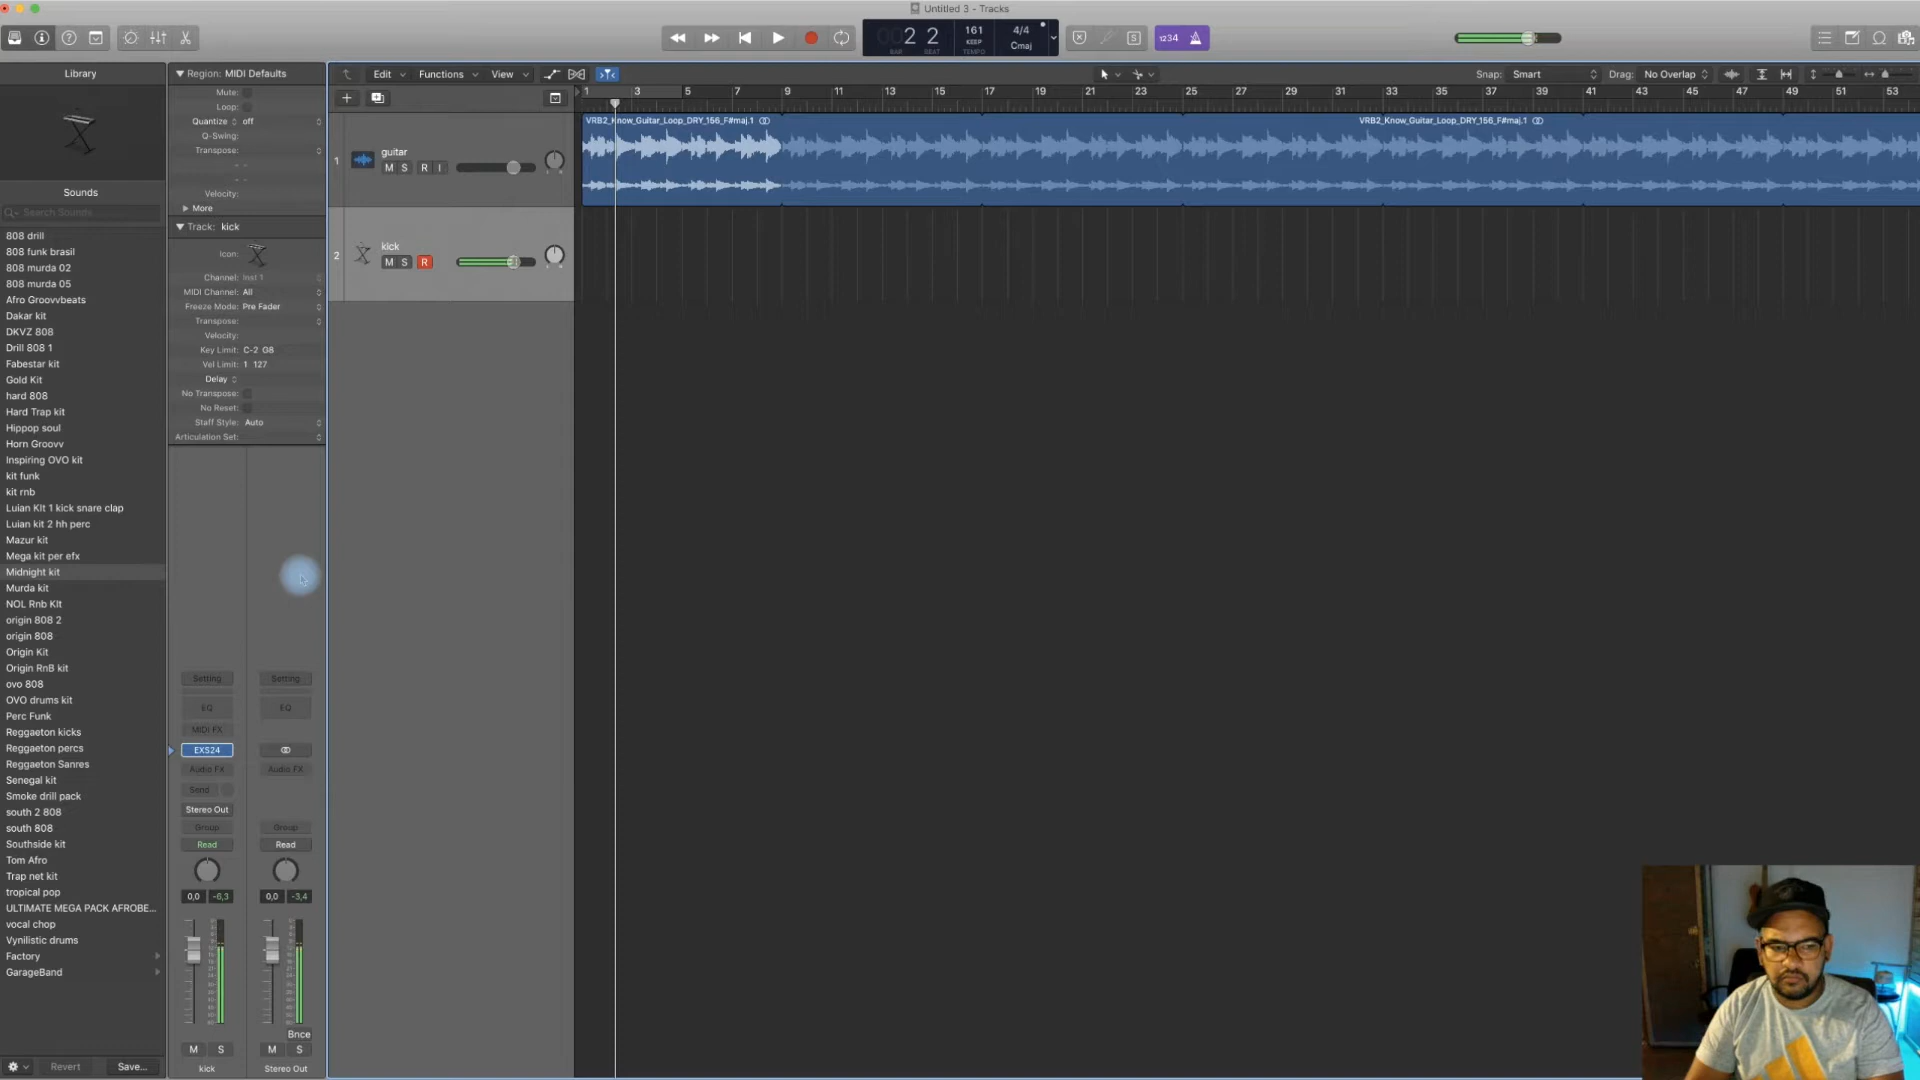 Untitled 3 - Tracks
2 2
BAR
BEAT
161
KEEP
TEMPO
4/4
Cmaj
1234
Library
Region: MIDI Defaults
Edit
Functions
View
Snap: Smart
Drag: No Overlap
Mute:
Loop:
Quantize off
Q-Swing:
Transpose:
Velocity:
More
1 3 5 7 9 11 13 15 17 19 21 23 25 27 29 31 33 35 37 39 41 43 45 47 49 51 53
VRB2_Know_Guitar_Loop_DRY_156_F#maj.1
VRB2_Know_Guitar_Loop_DRY_156_F#maj.1
1
guitar
M S R I
2
kick
M S R
Track: kick
Icon:
Channel: Inst 1
MIDI Channel: All
Freeze Mode: Pre Fader
Transpose:
Velocity:
Key Limit: C-2 G8
Vel Limit: 1 127
Delay
No Transpose:
No Reset:
Staff Style: Auto
Articulation Set:
Sounds
Search Sounds
808 drill
808 funk brasil
808 murda 02
808 murda 05
Afro Groovvbeats
Dakar kit
DKVZ 808
Drill 808 1
Fabestar kit
Gold Kit
hard 808
Hard Trap kit
Hippop soul
Horn Groovv
Inspiring OVO kit
kit funk
kit rnb
Luian KIt 1 kick snare clap
Luian kit 2 hh perc
Mazur kit
Mega kit per efx
Midnight kit
Murda kit
NOL Rnb KIt
origin 808 2
origin 808
Origin Kit
Origin RnB kit
ovo 808
OVO drums kit
Perc Funk
Reggaeton kicks
Reggaeton percs
Reggaeton Sanres
Senegal kit
Smoke drill pack
south 2 808
south 808
Southside kit
Tom Afro
Trap net kit
tropical pop
ULTIMATE MEGA PACK AFROBE...
vocal chop
Vynilistic drums
Factory
GarageBand
Revert
Save...
Setting
Setting
EQ
EQ
MIDI FX
EXS24
Audio FX
Audio FX
Send
Stereo Out
Group
Group
Read
Read
0,0 -6,3
0,0 -3,4
Bnce
M S
M S
kick
Stereo Out